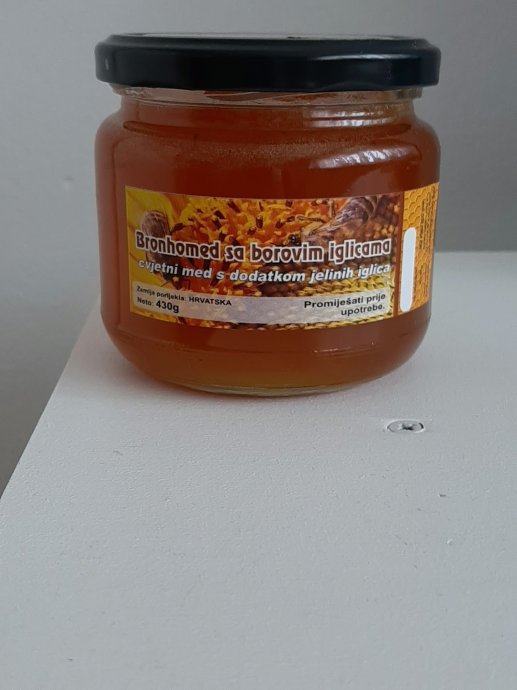 Bronhomed sa borovim iglicama
cvjetni med s dodatkom jelinih iglica
Zemlja porijekla: HRVATSKA
Neto: 430g
Promiješati prije
upotrebe.